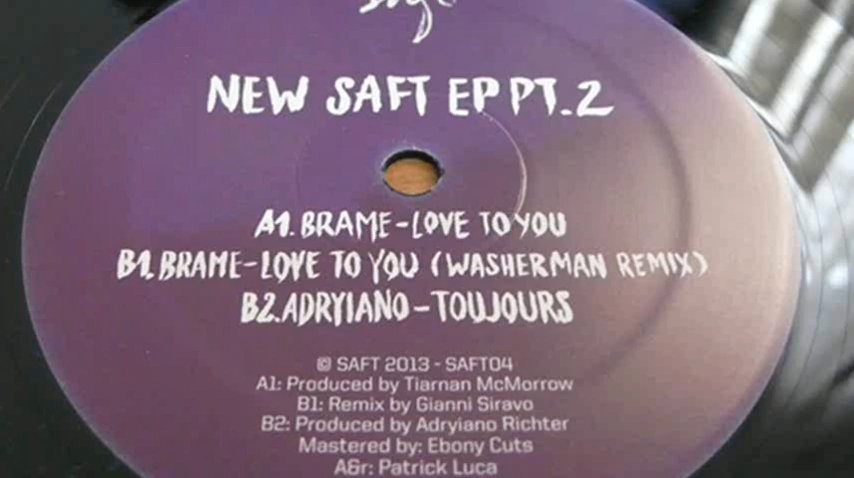 NEW SAFT EP PT.2
A1. BRAME-LOVE TO YOU
B1. BRAME-LOVE TO YOU (WASHERMAN REMIX)
B2. ADRYIANO-TOUJOURS
© SAFT 2013 - SAFT04
A1: Produced by Tiarnan McMorrow
B1: Remix by Gianni Siravo
B2: Produced by Adryiano Richter
Mastered by: Ebony Cuts
A&r: Patrick Luca